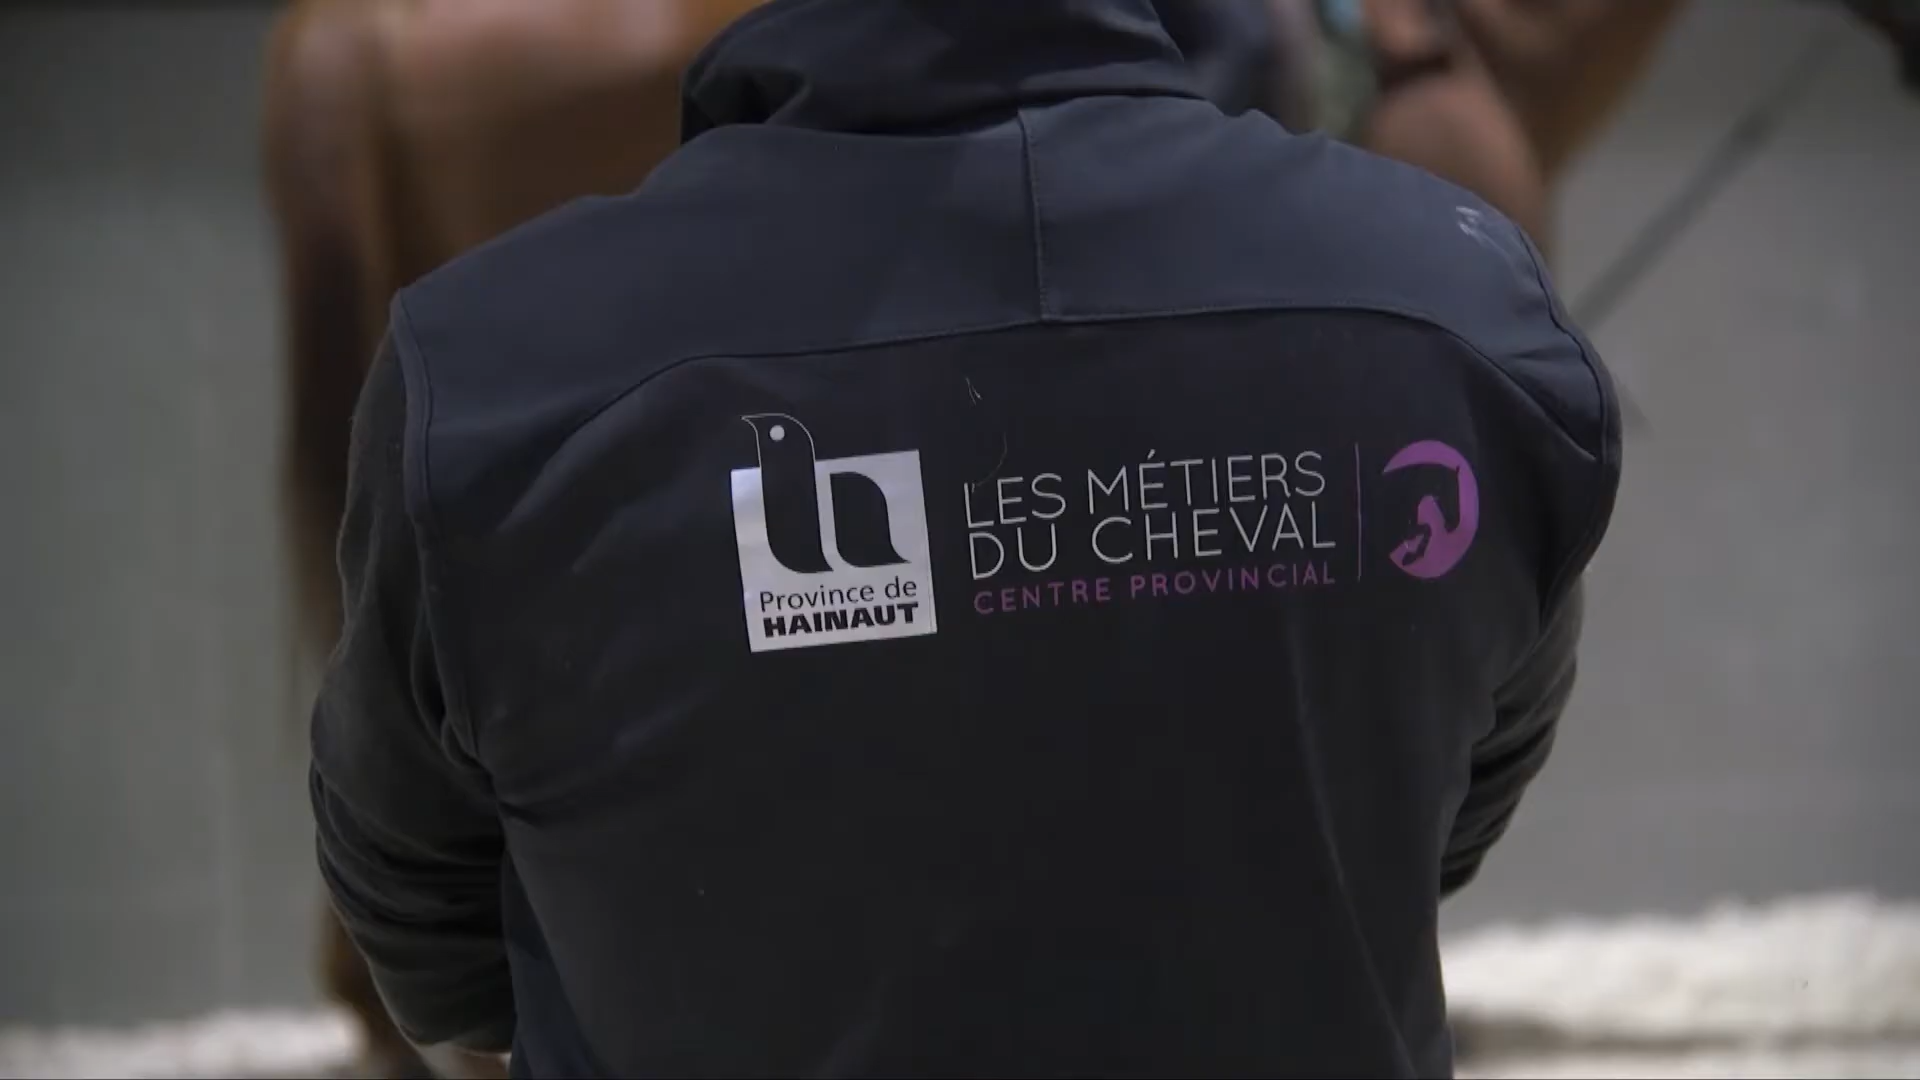 Province de
HAINAUT
LES MÉTIERS
DU CHEVAL
CENTRE PROVINCIAL